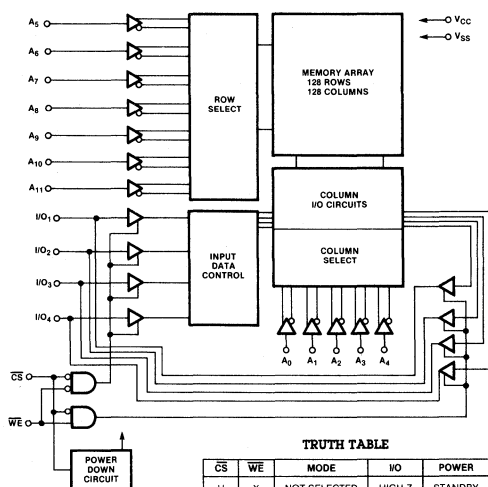 A5
A6
A7
A8
A9
A10
A11
ROW
SELECT
MEMORY ARRAY
128 ROWS
128 COLUMNS
VCC
VSS
I/O1
I/O2
I/O3
I/O4
INPUT
DATA
CONTROL
COLUMN
I/O CIRCUITS
COLUMN
SELECT
A0 A1 A2 A3 A4
CS
WE
POWER
DOWN
CIRCUIT
TRUTH TABLE
CS WE MODE I/O POWER
H X NOT SELECTED HIGH-Z STANDBY